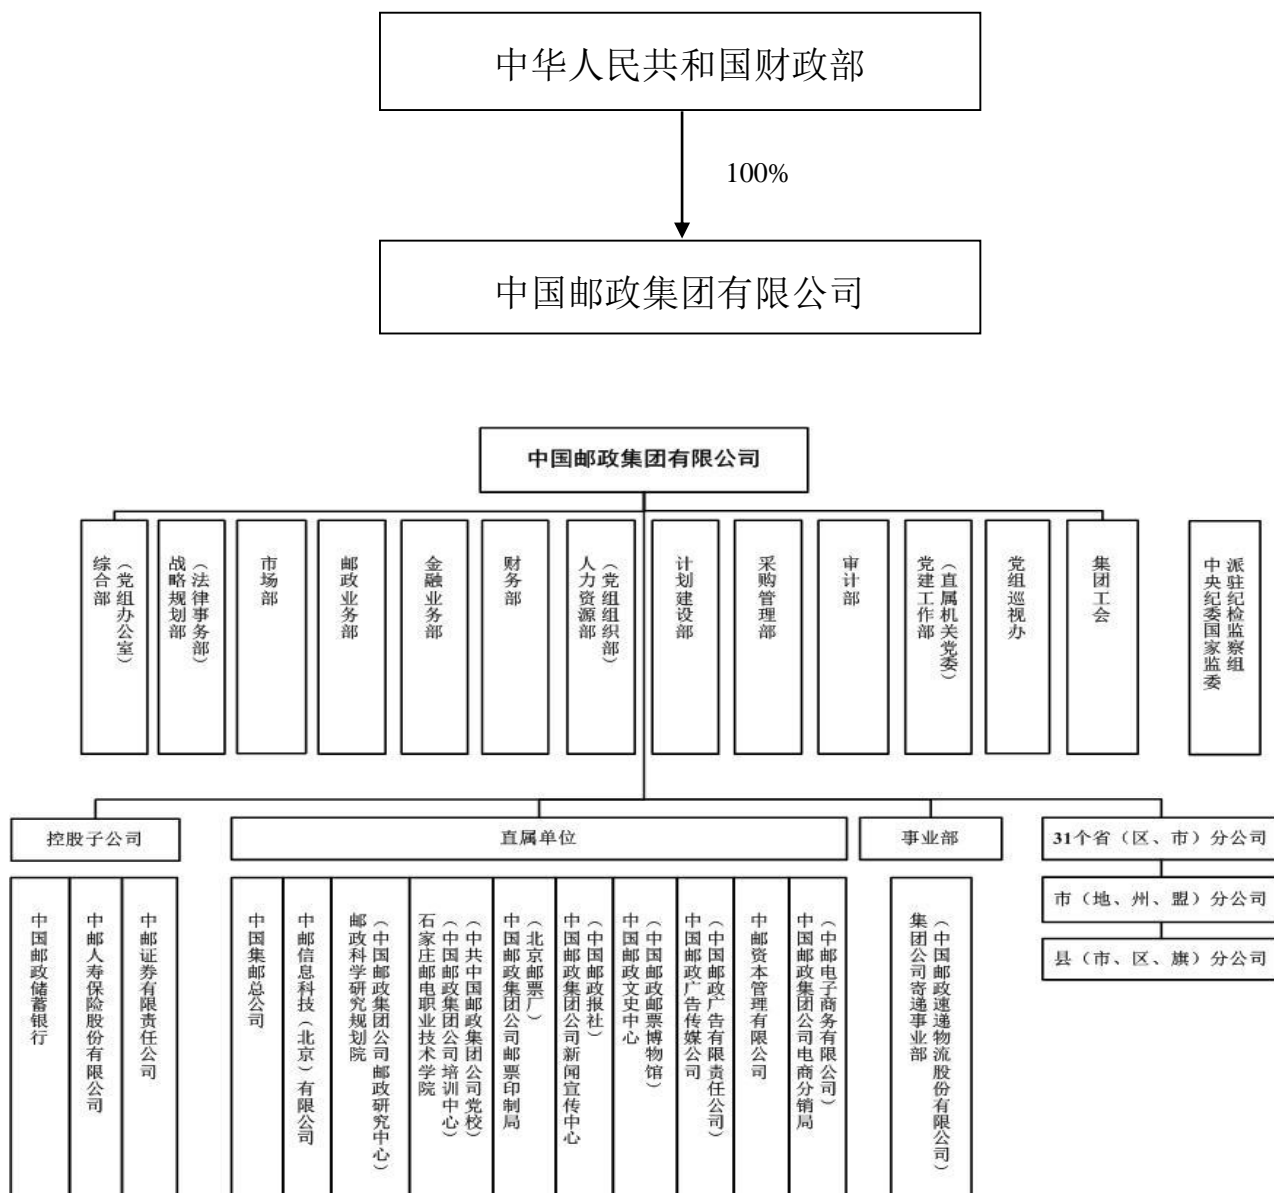 中华人民共和国财政部
100%
中国邮政集团有限公司
中国邮政集团有限公司
综合部
（党组办公室）
战略规划部
（法律事务部）
市场部
邮政业务部
金融业务部
财务部
人力资源部
（党组组织部）
计划建设部
采购管理部
审计部
党建工作部
（直属机关党委）
党组巡视办
集团工会
中央纪委国家监委
派驻纪检监察组
控股子公司
直属单位
事业部
31个省（区、市）分公司
市（地、州、盟）分公司
县（市、区、旗）分公司
中国邮政储蓄银行
中邮人寿保险股份有限公司
中邮证券有限责任公司
中国集邮总公司
中邮信息科技（北京）有限公司
邮政科学研究规划院
（中国邮政集团公司邮政研究中心）
石家庄邮电职业技术学院
（中国邮政集团公司培训中心）
（中共中国邮政集团公司党校）
中国邮政集团公司邮票印制局
（北京邮票厂）
中国邮政集团公司新闻宣传中心
（中国邮政报社）
中国邮政文史中心
（中国邮政邮票博物馆）
中国邮政广告传媒公司
（中国邮政广告有限责任公司）
中邮资本管理有限公司
中国邮政集团公司电商分销局
（中邮电子商务有限公司）
集团公司寄递事业部
（中国邮政速递物流股份有限公司）